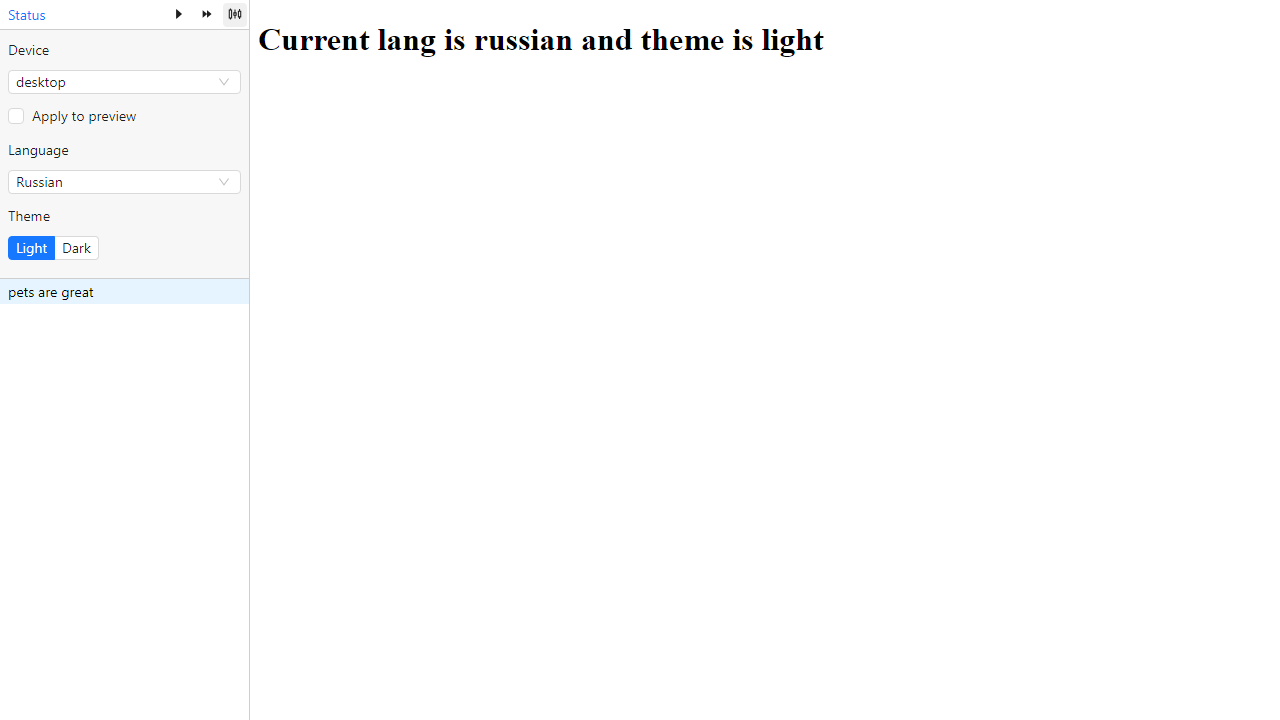 Status
Device
desktop
Apply to preview
Language
Russian
Theme
Light Dark
pets are great
Current lang is russian and theme is light